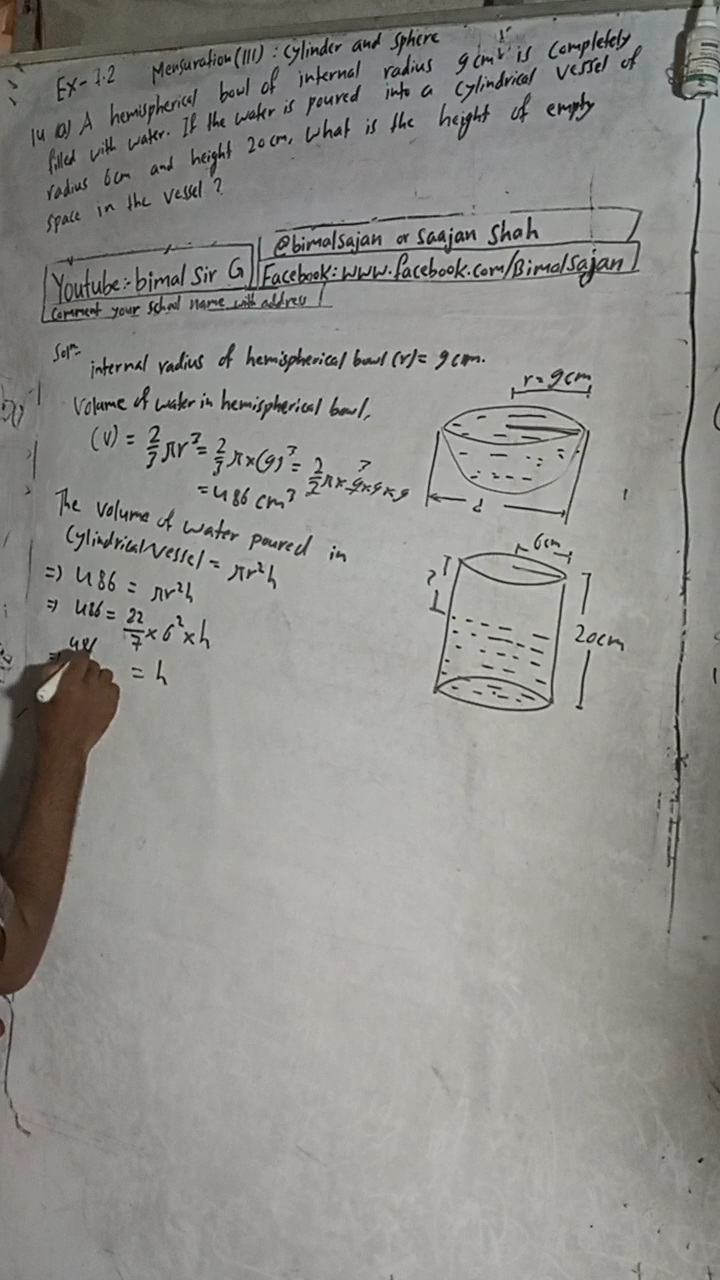 Ex-7.2 Mensuration (III) : Cylinder and Sphere
14 (a) A hemispherical bowl of internal radius 9cm is completely
filled with water. If the water is poured into a cylindrical vessel of
radius 6cm and height 20cm, What is the height of empty
space in the vessel ?
@bimalsajan or Saajan Shah
Youtube:- bimal Sir G
Facebook: www.facebook.com/Bimalsajan
Comment your School name with address !
Solⁿ.
internal radius of hemispherical bowl (r) = 9cm.
Volume of water in hemispherical bowl,
(V) = 2/3 πr³ = 2/3 π×(9)³ = 2/3 π× 9×9×9
3
= 486 cm³
The volume of water poured in
Cylindrical vessel = πr²h
=> 486 = πr²h
=> 486 = 22/7 × 6² × h
=> 486 = h
r=9cm
d
6cm
?
20cm